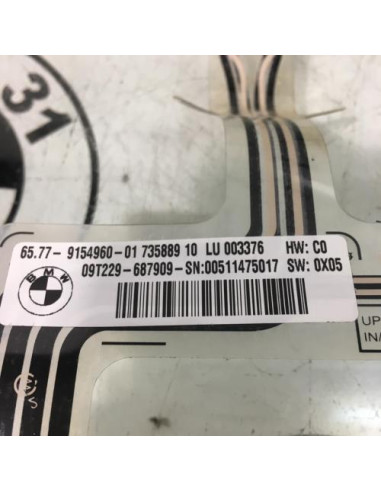 31
65.77- 9154960-01 735889 10 LU 003376 HW: C0
09T229-687909-SN:00511475017 SW: 0X05
BMW
UP
IN/
S